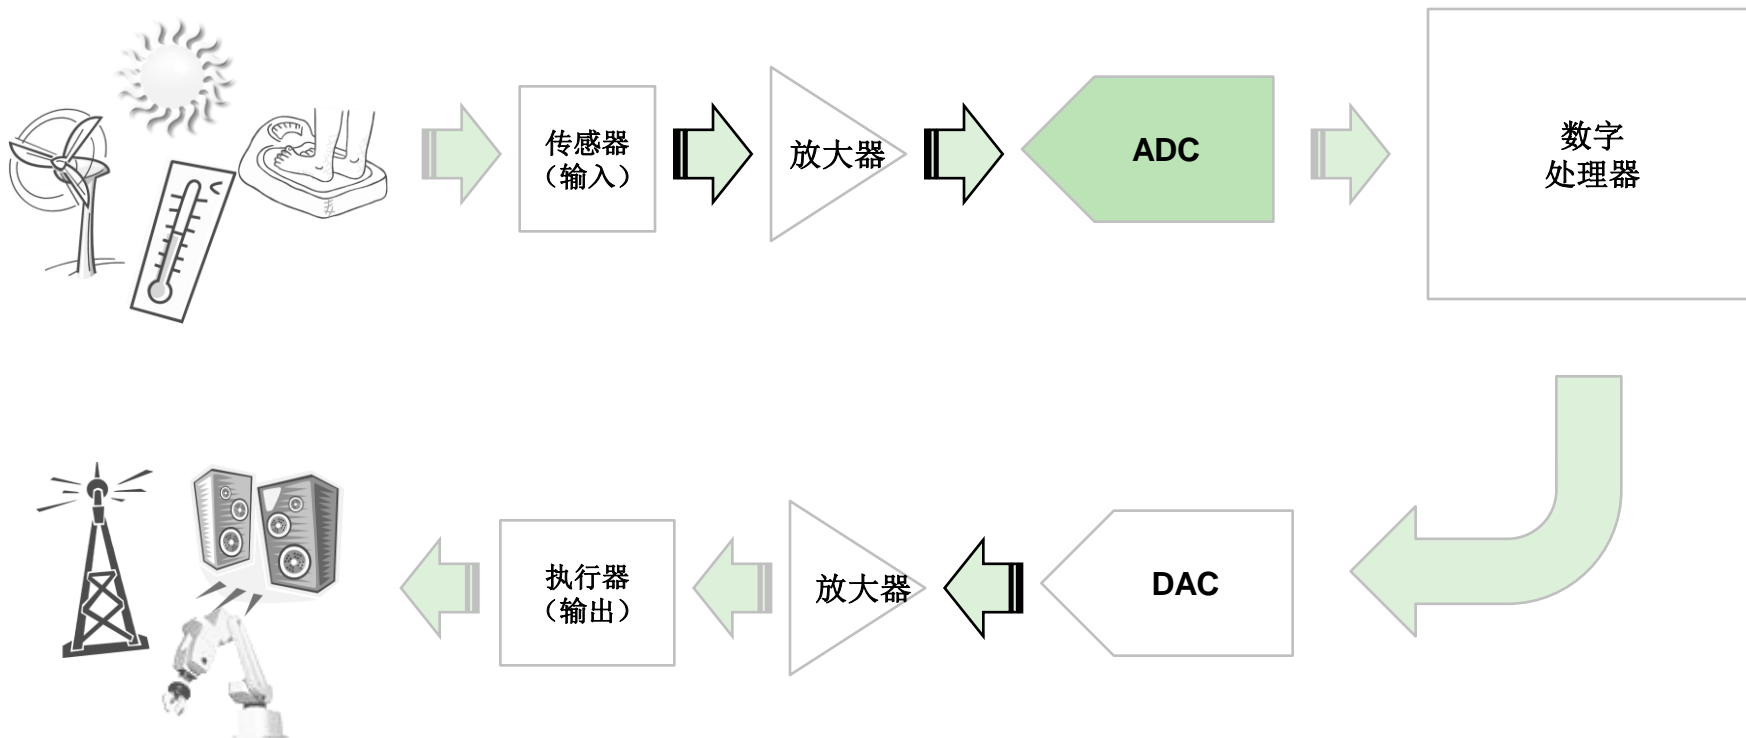 传感器
（输入）
放大器
ADC
数字
处理器
执行器
（输出）
放大器
DAC